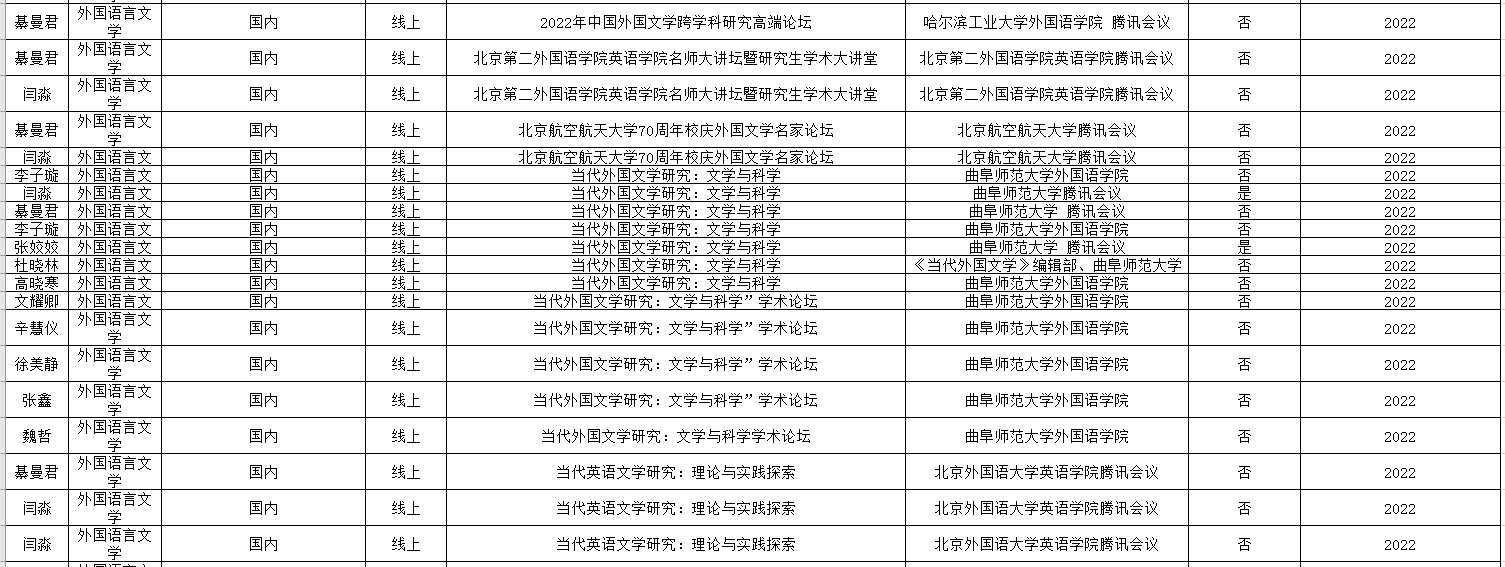 綦曼君 外国语言文学 国内 线上 2022年中国外国文学跨学科研究高端论坛 哈尔滨工业大学外国语学院 腾讯会议 否 2022
綦曼君 外国语言文学 国内 线上 北京第二外国语学院英语学院名师大讲坛暨研究生学术大讲堂 北京第二外国语学院英语学院腾讯会议 否 2022
闫淼 外国语言文学 国内 线上 北京第二外国语学院英语学院名师大讲坛暨研究生学术大讲堂 北京第二外国语学院英语学院腾讯会议 否 2022
綦曼君 外国语言文学 国内 线上 北京航空航天大学70周年校庆外国文学名家论坛 北京航空航天大学腾讯会议 否 2022
闫淼 外国语言文 国内 线上 北京航空航天大学70周年校庆外国文学名家论坛 北京航空航天大学腾讯会议 否 2022
李子璇 外国语言文 国内 线上 当代外国文学研究：文学与科学 曲阜师范大学外国语学院 否 2022
闫淼 外国语言文 国内 线上 当代外国文学研究：文学与科学 曲阜师范大学腾讯会议 是 2022
綦曼君 外国语言文 国内 线上 当代外国文学研究：文学与科学 曲阜师范大学 腾讯会议 否 2022
李子璇 外国语言文 国内 线上 当代外国文学研究：文学与科学 曲阜师范大学外国语学院 否 2022
张姣姣 外国语言文 国内 线上 当代外国文学研究：文学与科学 曲阜师范大学 腾讯会议 是 2022
杜晓林 外国语言文 国内 线上 当代外国文学研究：文学与科学 《当代外国文学》编辑部、曲阜师范大学 否 2022
高晓寒 外国语言文 国内 线上 当代外国文学研究：文学与科学 曲阜师范大学外国语学院 否 2022
文耀卿 外国语言文 国内 线上 当代外国文学研究：文学与科学”学术论坛 曲阜师范大学外国语学院 否 2022
辛慧仪 外国语言文学 国内 线上 当代外国文学研究：文学与科学”学术论坛 曲阜师范大学外国语学院 否 2022
徐美静 外国语言文学 国内 线上 当代外国文学研究：文学与科学”学术论坛 曲阜师范大学外国语学院 否 2022
张鑫 外国语言文学 国内 线上 当代外国文学研究：文学与科学”学术论坛 曲阜师范大学外国语学院 否 2022
魏哲 外国语言文学 国内 线上 当代外国文学研究：文学与科学学术论坛 曲阜师范大学外国语学院 否 2022
綦曼君 外国语言文学 国内 线上 当代英语文学研究：理论与实践探索 北京外国语大学英语学院腾讯会议 否 2022
闫淼 外国语言文学 国内 线上 当代英语文学研究：理论与实践探索 北京外国语大学英语学院腾讯会议 否 2022
闫淼 外国语言文学 国内 线上 当代英语文学研究：理论与实践探索 北京外国语大学英语学院腾讯会议 否 2022